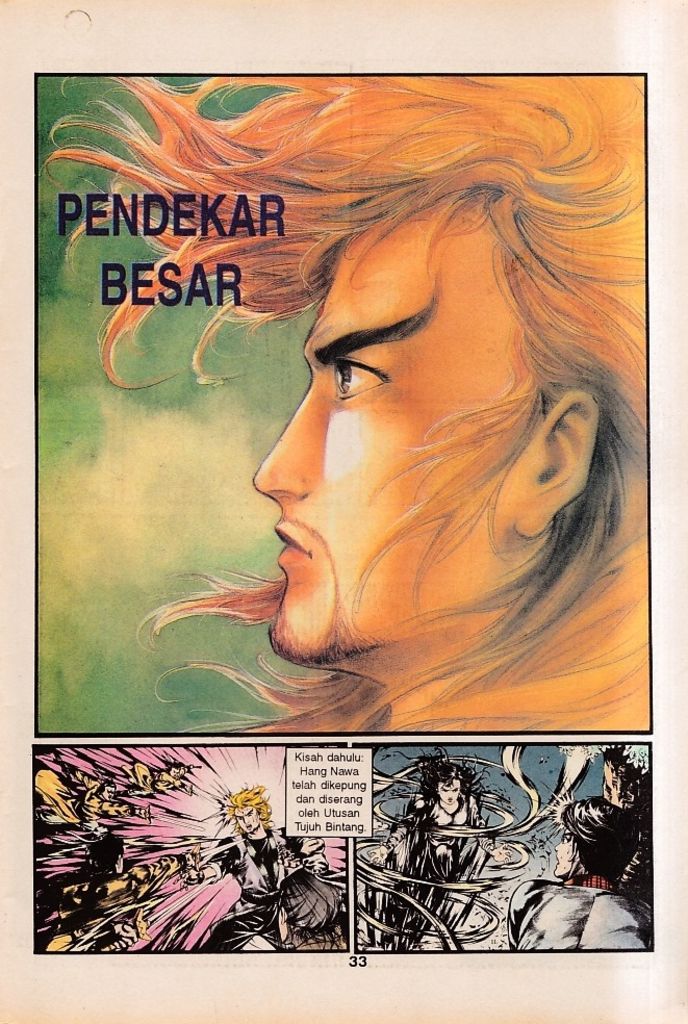 PENDEKAR
BESAR
Kisah dahulu:
Hang Nawa
telah dikepung
dan diserang
oleh Utusan
Tujuh Bintang.
33